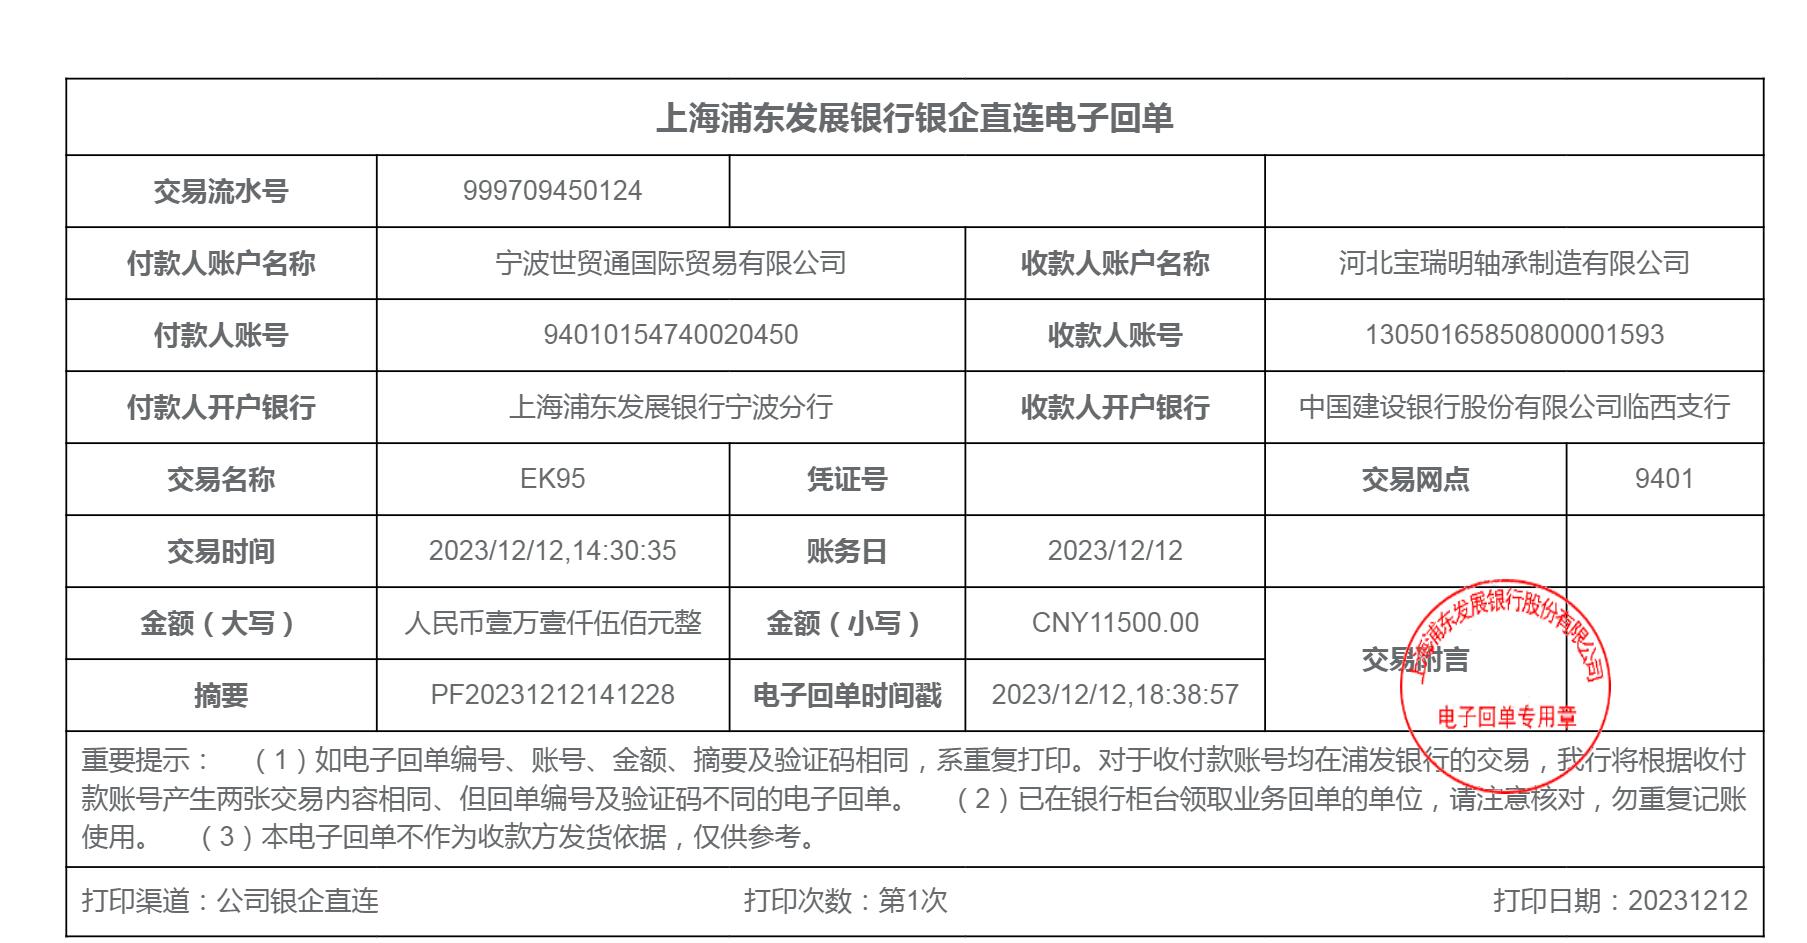 上海浦东发展银行银企直连电子回单
交易流水号 999709450124
付款人账户名称 宁波世贸通国际贸易有限公司 收款人账户名称 河北宝瑞明轴承制造有限公司
付款人账号 94010154740020450 收款人账号 13050165850800001593
付款人开户银行 上海浦东发展银行宁波分行 收款人开户银行 中国建设银行股份有限公司临西支行
交易名称 EK95 凭证号 交易网点 9401
交易时间 2023/12/12,14:30:35 账务日 2023/12/12
金额（大写） 人民币壹万壹仟伍佰元整 金额（小写） CNY11500.00
交易附言
摘要 PF20231212141228 电子回单时间戳 2023/12/12,18:38:57
上海浦东发展银行股份有限公司
电子回单专用章
重要提示： （1）如电子回单编号、账号、金额、摘要及验证码相同，系重复打印。对于收付款账号均在浦发银行的交易，我行将根据收付
款账号产生两张交易内容相同、但回单编号及验证码不同的电子回单。 （2）已在银行柜台领取业务回单的单位，请注意核对，勿重复记账
使用。 （3）本电子回单不作为收款方发货依据，仅供参考。
打印渠道：公司银企直连 打印次数：第1次 打印日期：20231212